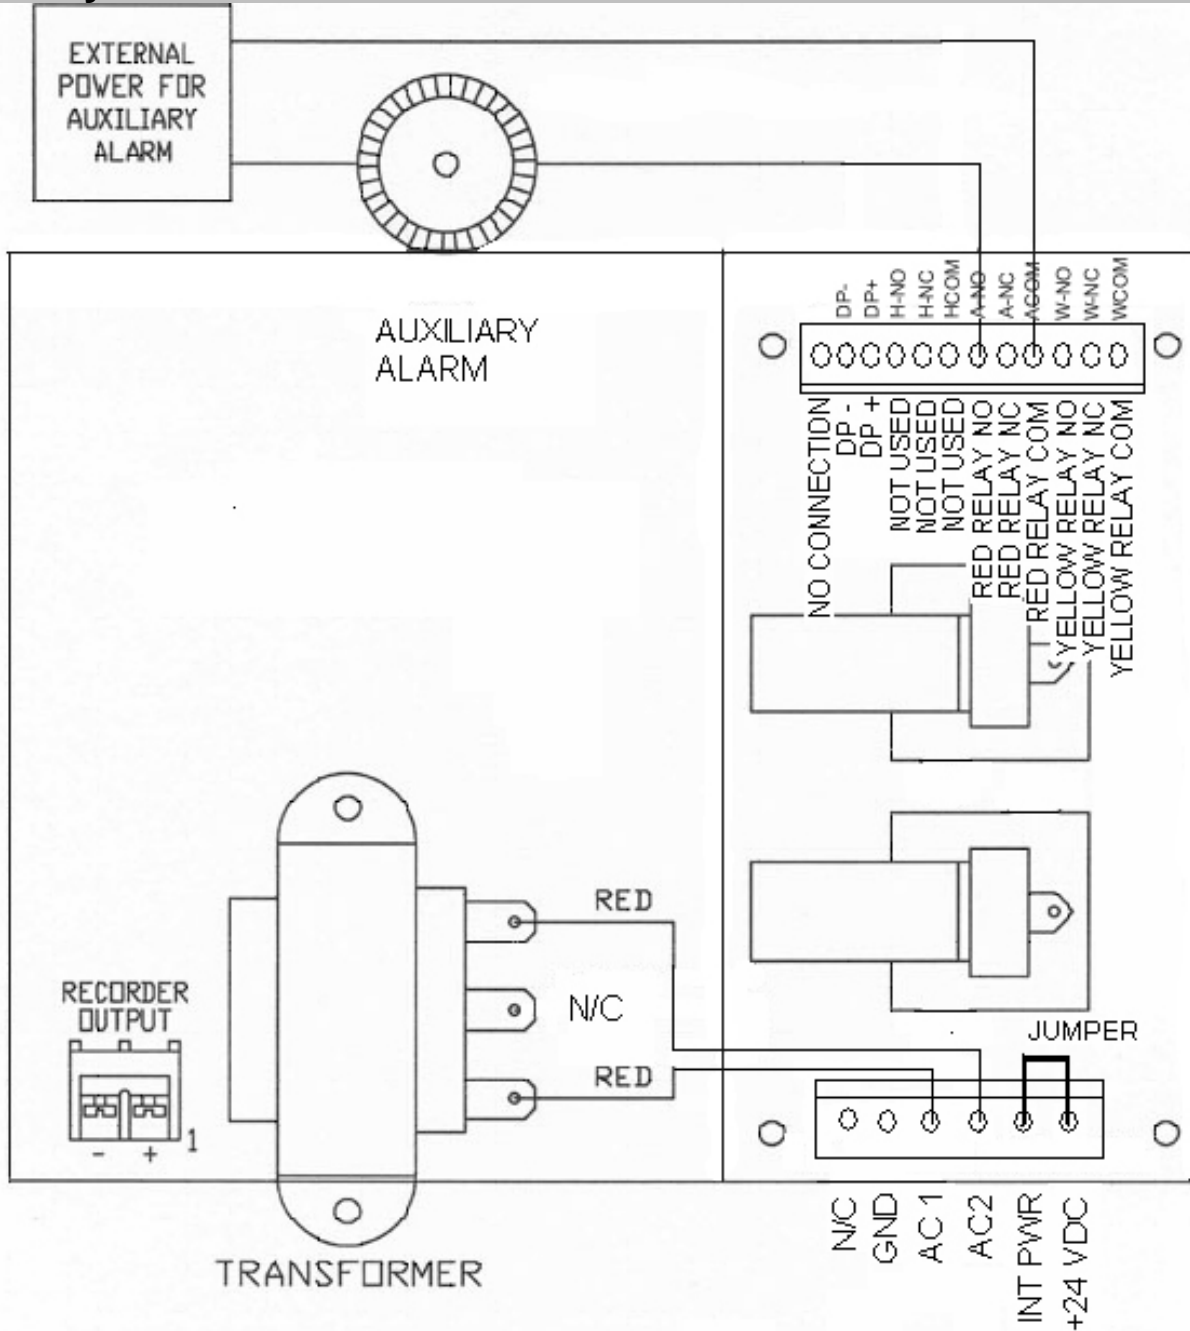 EXTERNAL
POWER FOR
AUXILIARY
ALARM
AUXILIARY
ALARM
DP-
DP+
H-NO
H-NC
HCOM
A-NO
A-NC
ACOM
W-NO
W-NC
WCOM
NO CONNECTION
DP -
DP +
NOT USED
NOT USED
NOT USED
RED RELAY NO
RED RELAY NC
RED RELAY COM
YELLOW RELAY NO
YELLOW RELAY NC
YELLOW RELAY COM
RED
N/C
RED
RECORDER
OUTPUT
- +
1
TRANSFORMER
JUMPER
N/C
GND
AC 1
AC2
INT PWR
+24 VDC